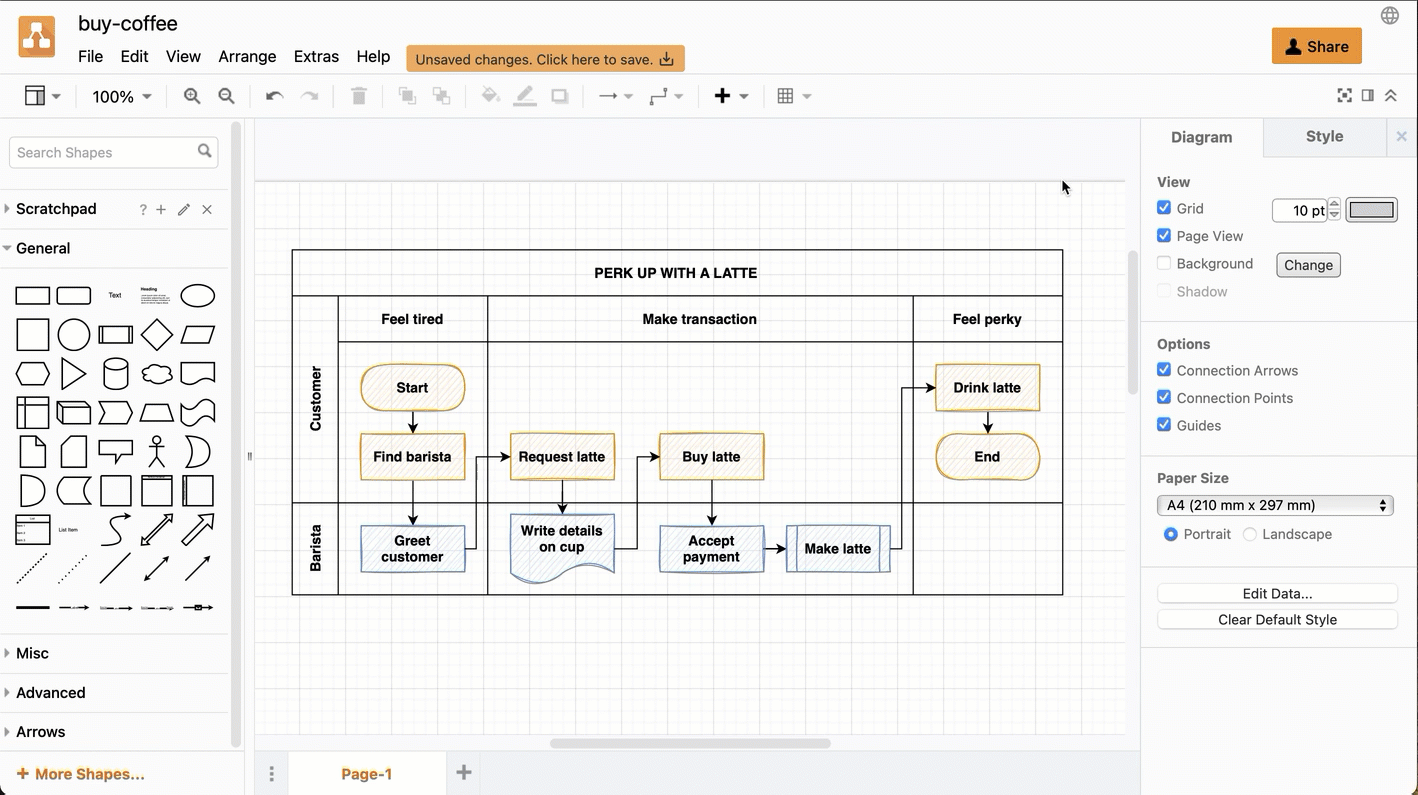 buy-coffee
File Edit View Arrange Extras Help
Unsaved changes. Click here to save.
Share
100%
Search Shapes
Scratchpad
?
General
Text
Heading
List
List Item
Misc
Advanced
Arrows
+ More Shapes...
PERK UP WITH A LATTE
Feel tired
Make transaction
Feel perky
Customer
Start
Drink latte
Find barista
Request latte
Buy latte
End
Barista
Greet
customer
Write details
on cup
Accept
payment
Make latte
Page-1
Diagram
Style
View
Grid
10 pt
Page View
Background
Change
Shadow
Options
Connection Arrows
Connection Points
Guides
Paper Size
A4 (210 mm x 297 mm)
Portrait
Landscape
Edit Data...
Clear Default Style